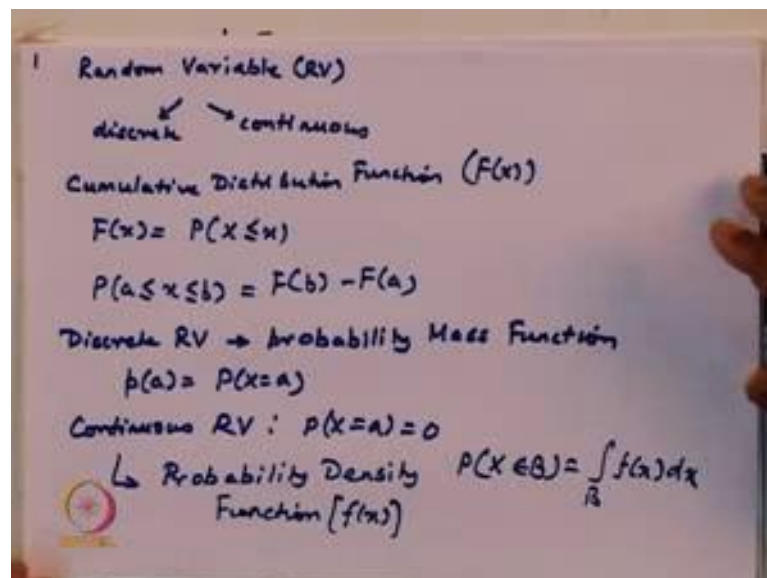 1 Random Variable (RV)
discrete continuous
Cumulative Distribution Function (F(x))
F(x) = P(X ≤ x)
P(a ≤ x ≤ b) = F(b) - F(a)
Discrete RV → probability Mass Function
p(a) = P(X = a)
Continuous RV : P(X = a) = 0
↳ Probability Density P(X ∈ B) = ∫ f(x) dx
B
Function [f(x)]